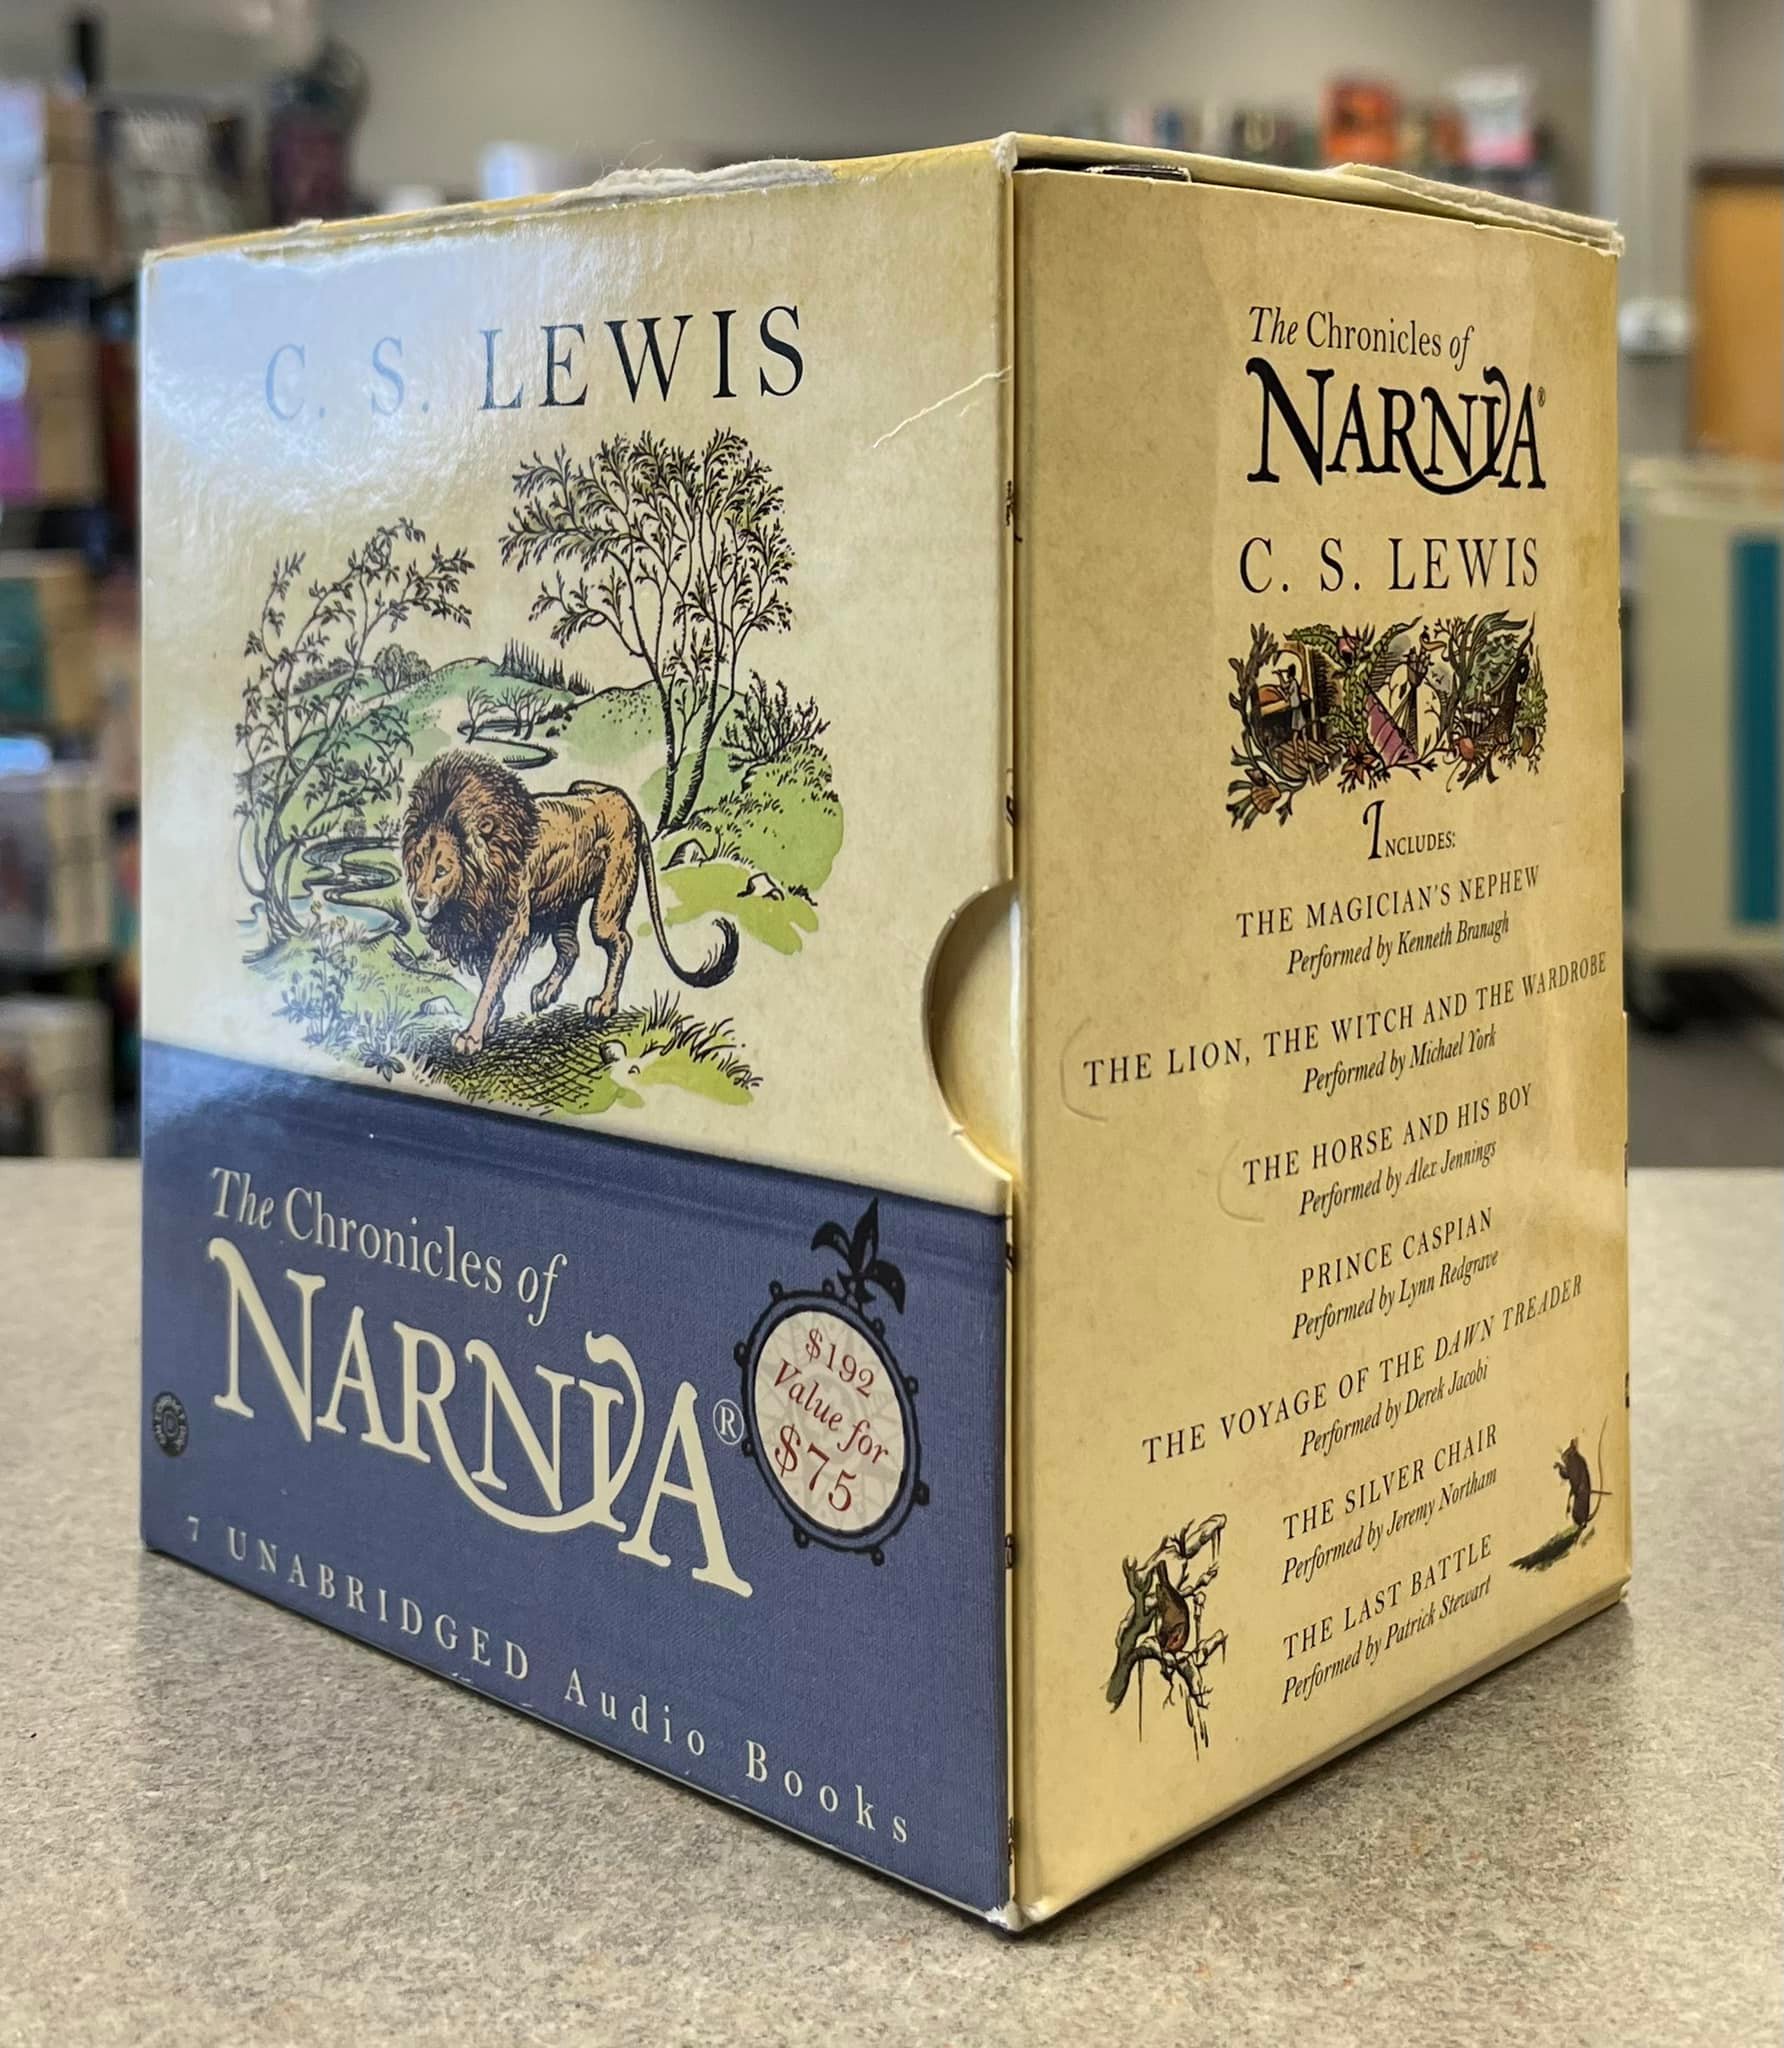 C. S. LEWIS
The Chronicles of
NARNIA®
$192
Value for
$75
7 UNABRIDGED Audio Books
The Chronicles of
NARNIA®
C. S. LEWIS
INCLUDES:
THE MAGICIAN'S NEPHEW
Performed by Kenneth Branagh
THE LION, THE WITCH AND THE WARDROBE
Performed by Michael York
THE HORSE AND HIS BOY
Performed by Alex Jennings
PRINCE CASPIAN
Performed by Lynn Redgrave
THE VOYAGE OF THE DAWN TREADER
Performed by Derek Jacobi
THE SILVER CHAIR
Performed by Jeremy Northam
THE LAST BATTLE
Performed by Patrick Stewart